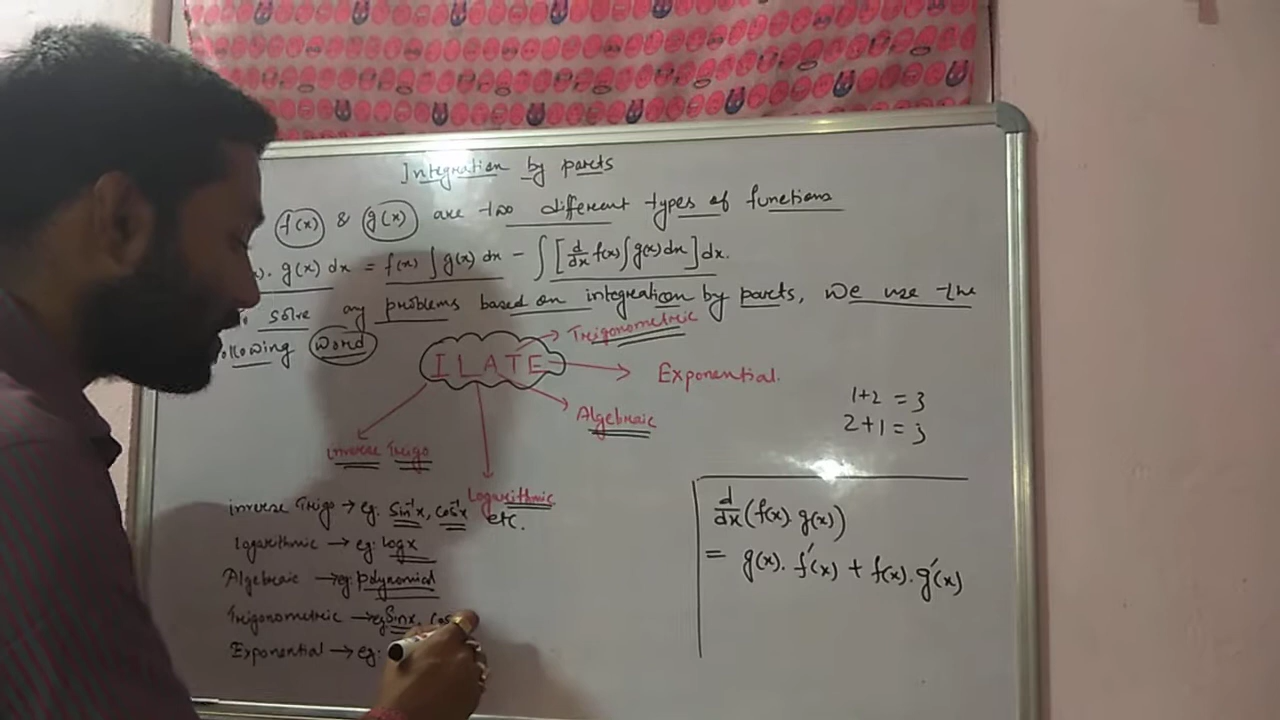 Integration by parts
f(x) & g(x) are two different types of functions
. g(x) dx = f(x) ∫ g(x) dx - ∫ [ d/dx f(x) ∫ g(x) dx ] dx.
solve any problems based on integration by parts, we use the
following word
ILATE
Trigonometric
Exponential.
Algebraic
inverse Trigo
Logarithmic
1+2 = 3
2+1 = 3
inverse Trigo → eg. sin⁻¹x, cos⁻¹x etc.
Logarithmic → eg: log x
Algebraic → eg: polynomial
Trigonometric → eg. Sinx, Cos
Exponential → eg:
d/dx (f(x). g(x))
= g(x). f'(x) + f(x). g'(x)